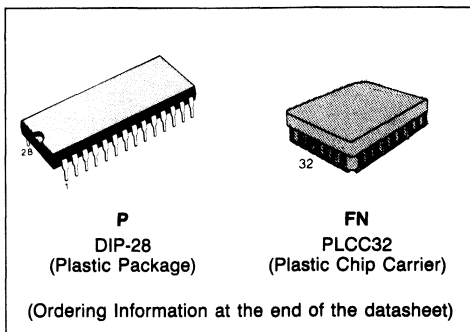 28
1
32
P
DIP-28
(Plastic Package)
FN
PLCC32
(Plastic Chip Carrier)
(Ordering Information at the end of the datasheet)